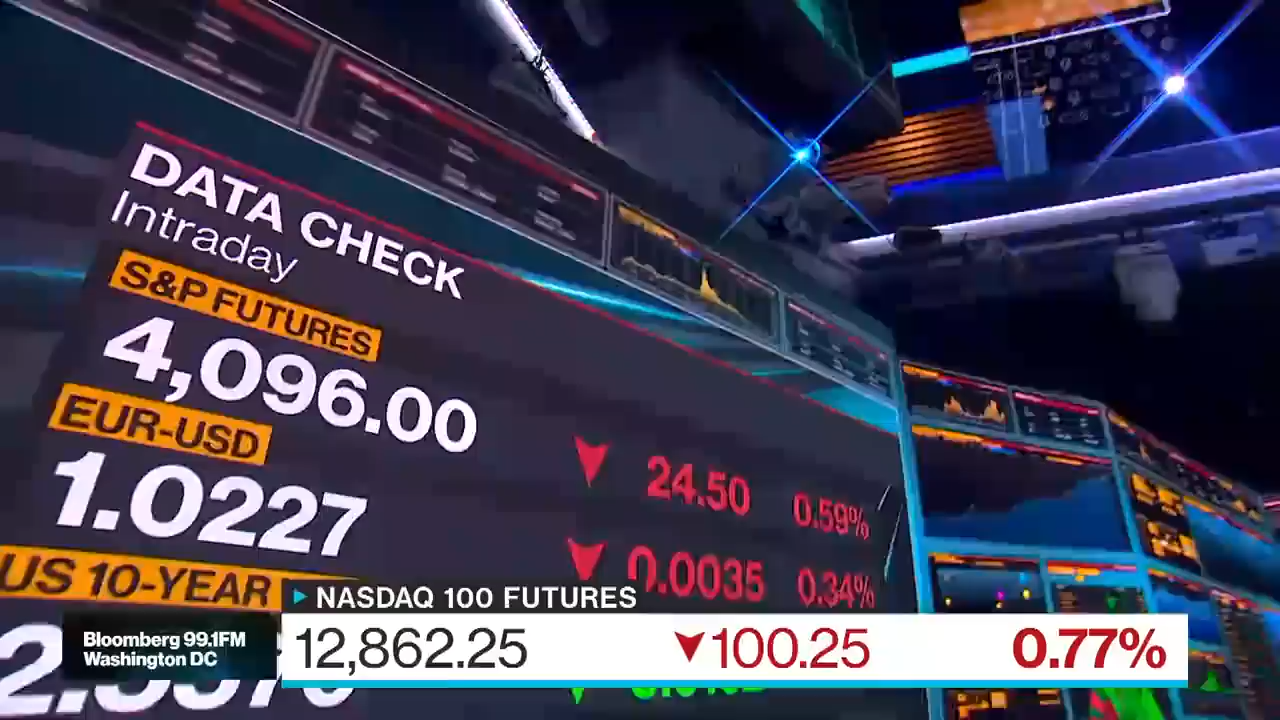 DATA CHECK
Intraday
S&P FUTURES
4,096.00
24.50 0.59%
EUR-USD
1.0227
0.0035 0.34%
US 10-YEAR
NASDAQ 100 FUTURES
Bloomberg 99.1FM
Washington DC
12,862.25 100.25 0.77%